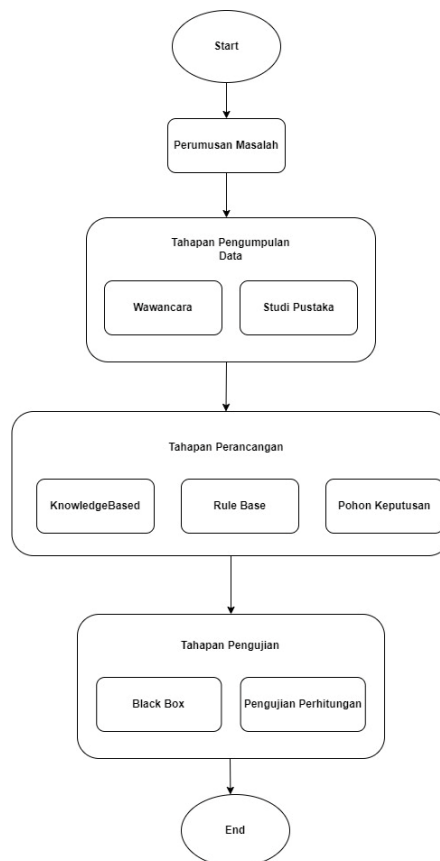 Start
Perumusan Masalah
Tahapan Pengumpulan
Data
Wawancara
Studi Pustaka
Tahapan Perancangan
KnowledgeBased
Rule Base
Pohon Keputusan
Tahapan Pengujian
Black Box
Pengujian Perhitungan
End